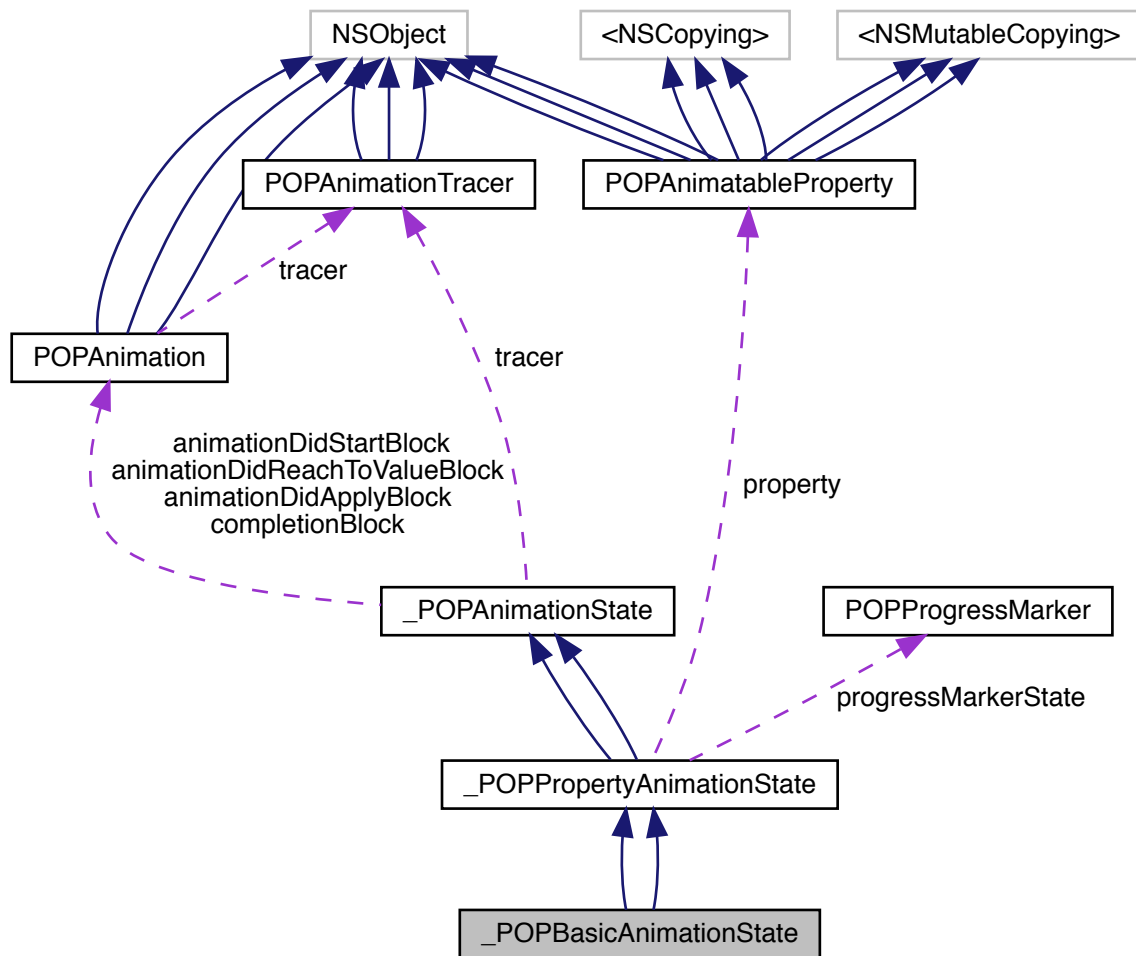 NSObject
<NSCopying>
<NSMutableCopying>
POPAnimationTracer
POPAnimatableProperty
tracer
POPAnimation
tracer
animationDidStartBlock
animationDidReachToValueBlock
animationDidApplyBlock
completionBlock
property
_POPAnimationState
POPProgressMarker
progressMarkerState
_POPPropertyAnimationState
_POPBasicAnimationState